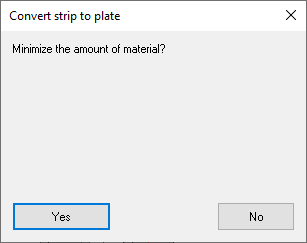 Convert strip to plate
Minimize the amount of material?
Yes
No